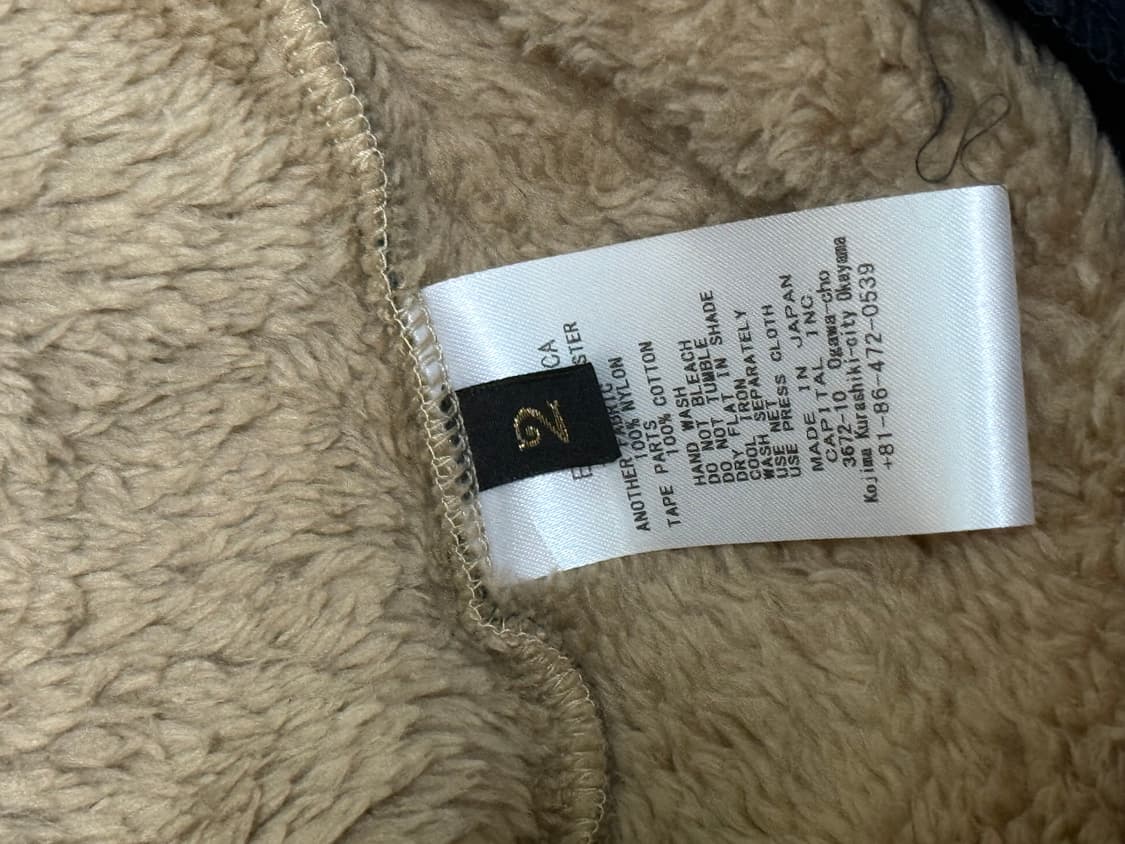 2
CA
STER
ANOTHER FABRIC
100% NYLON
PARTS
TAPE 100% COTTON
HAND WASH
DO NOT BLEACH
DO NOT TUMBLE
DRY FLAT IN SHADE
COOL IRON
WASH SEPARATELY
USE NET
USE PRESS CLOTH
MADE IN JAPAN
CAPITAL INC.
3672-10 Ogawa-cho
Kojima Kurashiki-city Okayama
+81-86-472-0539